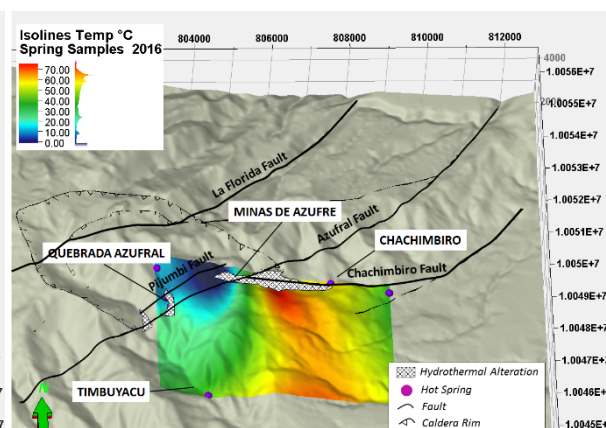 Isolines Temp °C
Spring Samples 2016
70.00
60.00
50.00
40.00
30.00
20.00
10.00
0.00
804000
806000
808000
810000
812000
4000
1.0056E+7
1.0055E+7
1.0054E+7
1.0053E+7
1.0052E+7
1.0051E+7
1.005E+7
1.0049E+7
1.0048E+7
1.0047E+7
1.0046E+7
1.0045E+7
La Florida Fault
MINAS DE AZUFRE
Azufral Fault
QUEBRADA AZUFRAL
CHACHIMBIRO
Pijumbi Fault
Chachimbiro Fault
TIMBUYACU
N
Hydrothermal Alteration
Hot Spring
Fault
Caldera Rim